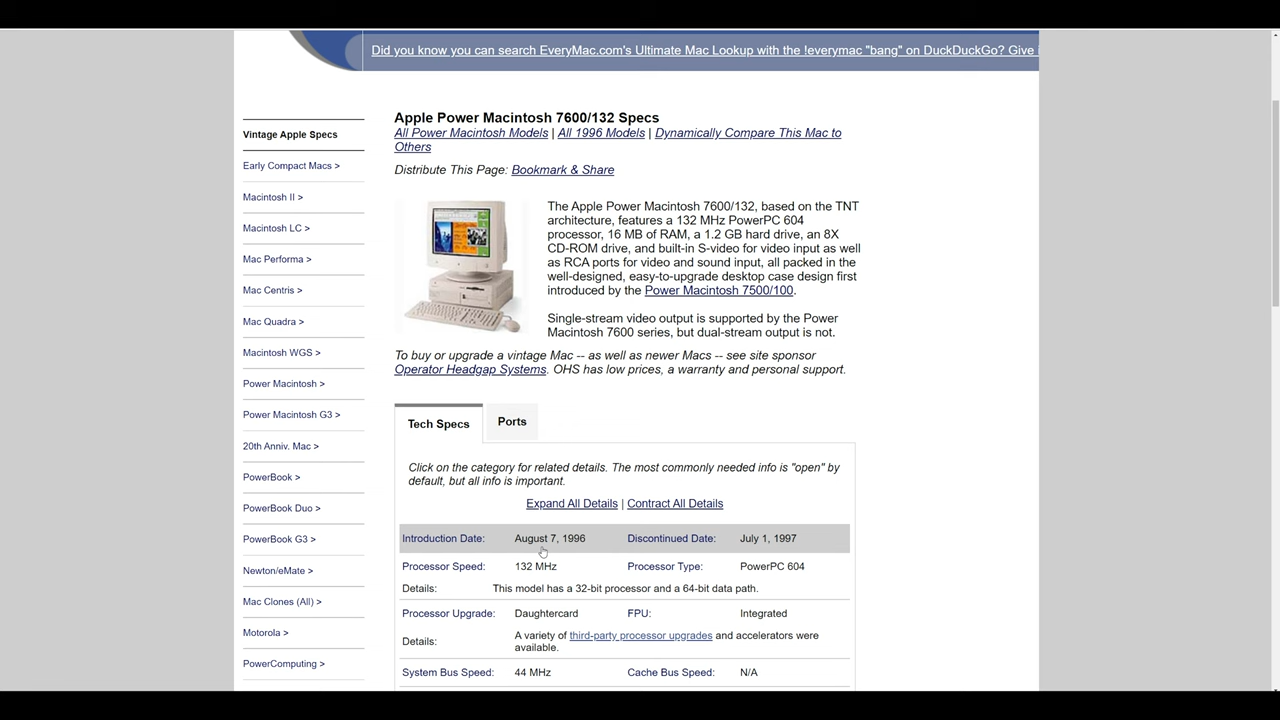 Did you know you can search EveryMac.com's Ultimate Mac Lookup with the !everymac "bang" on DuckDuckGo? Give i
Vintage Apple Specs
Early Compact Macs >
Macintosh II >
Macintosh LC >
Mac Performa >
Mac Centris >
Mac Quadra >
Macintosh WGS >
Power Macintosh >
Power Macintosh G3 >
20th Anniv. Mac >
PowerBook >
PowerBook Duo >
PowerBook G3 >
Newton/eMate >
Mac Clones (All) >
Motorola >
PowerComputing >
Apple Power Macintosh 7600/132 Specs
All Power Macintosh Models | All 1996 Models | Dynamically Compare This Mac to
Others
Distribute This Page: Bookmark & Share
The Apple Power Macintosh 7600/132, based on the TNT
architecture, features a 132 MHz PowerPC 604
processor, 16 MB of RAM, a 1.2 GB hard drive, an 8X
CD-ROM drive, and built-in S-video for video input as well
as RCA ports for video and sound input, all packed in the
well-designed, easy-to-upgrade desktop case design first
introduced by the Power Macintosh 7500/100.
Single-stream video output is supported by the Power
Macintosh 7600 series, but dual-stream output is not.
To buy or upgrade a vintage Mac -- as well as newer Macs -- see site sponsor
Operator Headgap Systems. OHS has low prices, a warranty and personal support.
Tech Specs Ports
Click on the category for related details. The most commonly needed info is "open" by
default, but all info is important.
Expand All Details | Contract All Details
Introduction Date: August 7, 1996 Discontinued Date: July 1, 1997
Processor Speed: 132 MHz Processor Type: PowerPC 604
Details: This model has a 32-bit processor and a 64-bit data path.
Processor Upgrade: Daughtercard FPU: Integrated
Details: A variety of third-party processor upgrades and accelerators were
available.
System Bus Speed: 44 MHz Cache Bus Speed: N/A